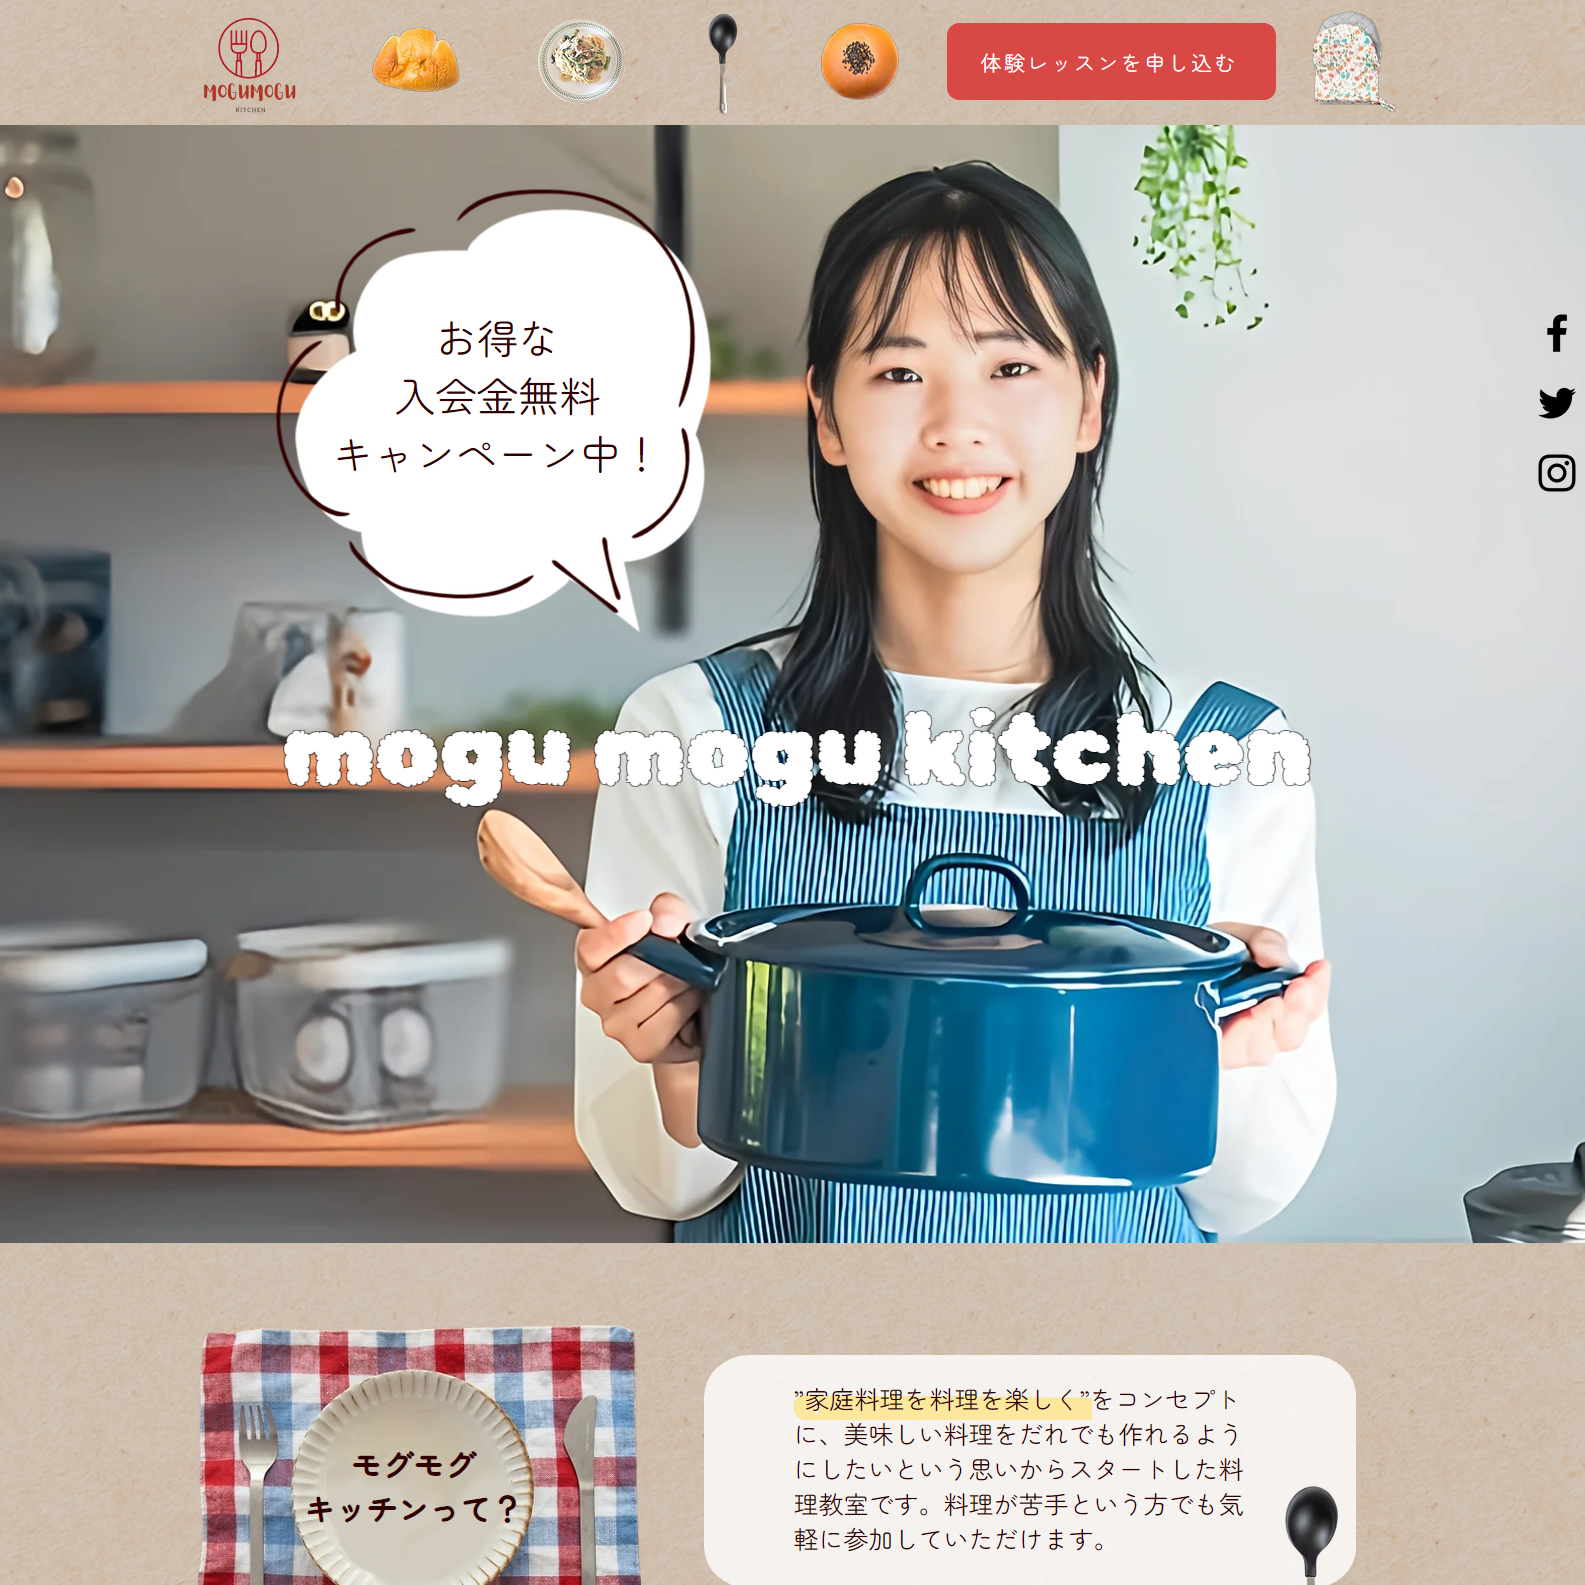 MOGUMOGU
KITCHEN
体験レッスンを申し込む
お得な
入会金無料
キャンペーン中！
mogu mogu kitchen
モグモグ
キッチンって？
”家庭料理を料理を楽しく”をコンセプト
に、美味しい料理をだれでも作れるよう
にしたいという思いからスタートした料
理教室です。料理が苦手という方でも気
軽に参加していただけます。